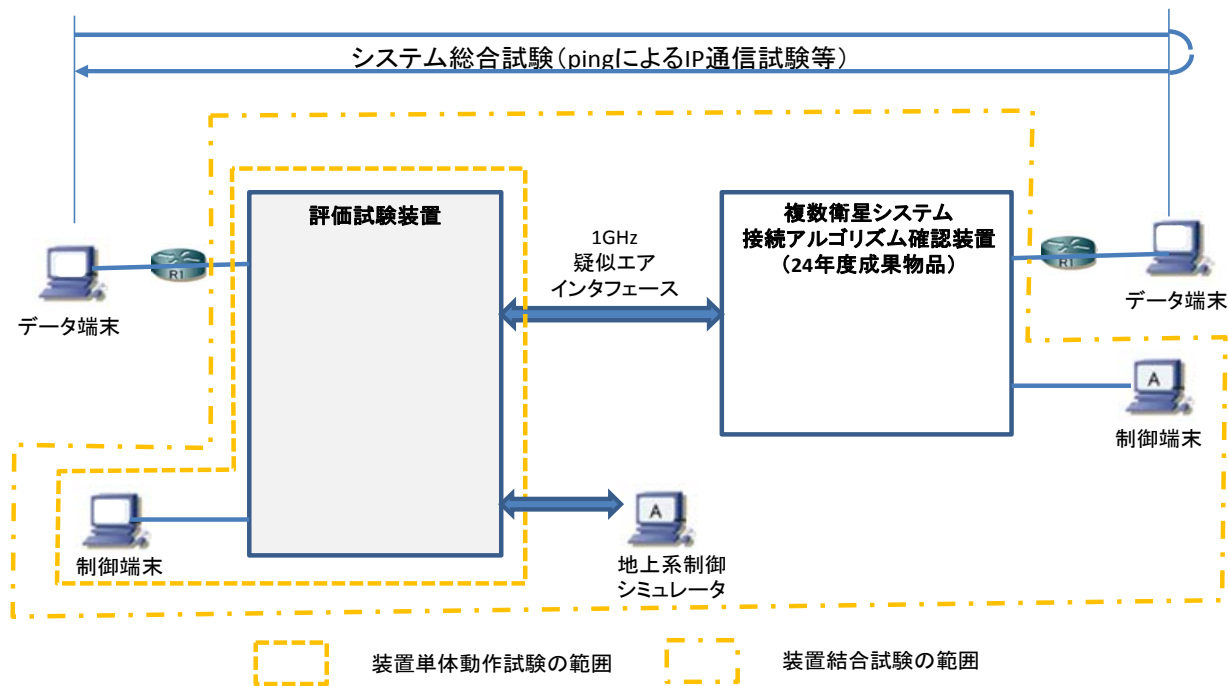 システム総合試験(pingによるIP通信試験等)
評価試験装置
複数衛星システム
接続アルゴリズム確認装置
(24年度成果物品)
1GHz
疑似エア
インタフェース
R1
R1
データ端末
データ端末
A
制御端末
制御端末
A
地上系制御
シミュレータ
装置単体動作試験の範囲
装置結合試験の範囲